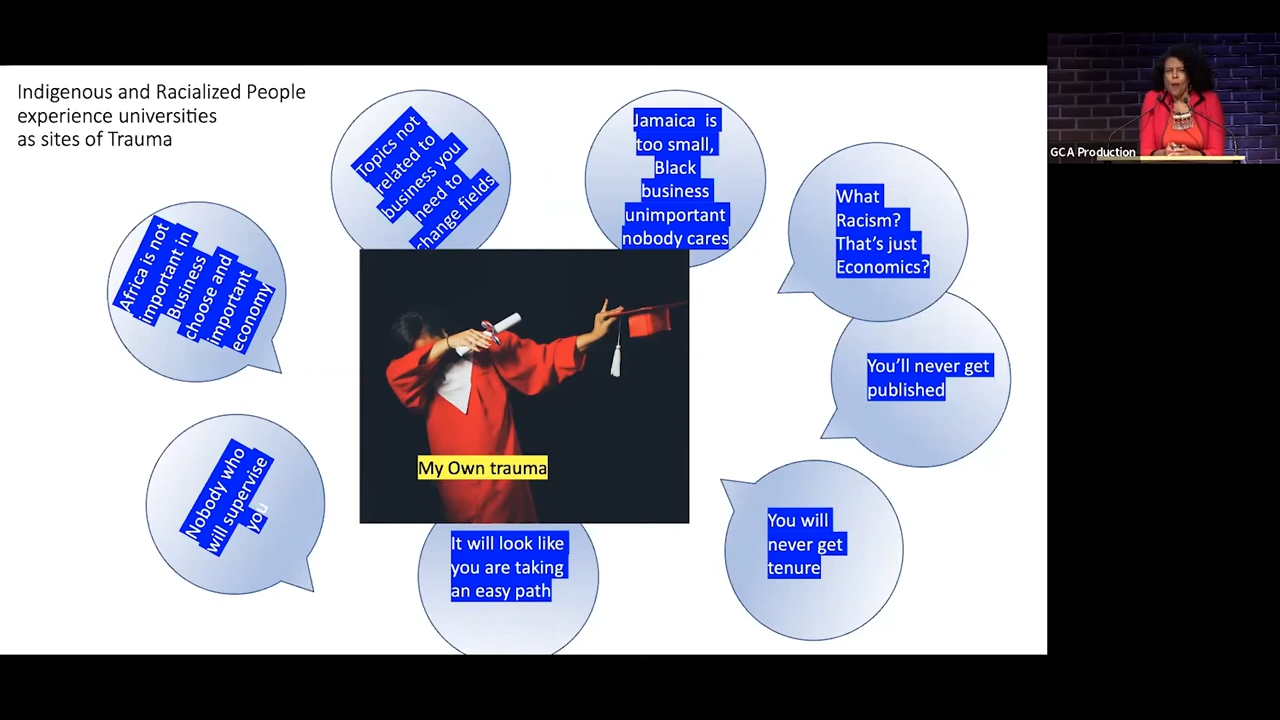 Indigenous and Racialized People
experience universities
as sites of Trauma
Topics not
related to
business you
need to
change fields
Jamaica is
too small,
Black
business
unimportant
nobody cares
What
Racism?
That's just
Economics?
Africa is not
important in
Business
choose and
important
economy
You'll never get
published
My Own trauma
Nobody who
will supervise
you
It will look like
you are taking
an easy path
You will
never get
tenure
GCA Production